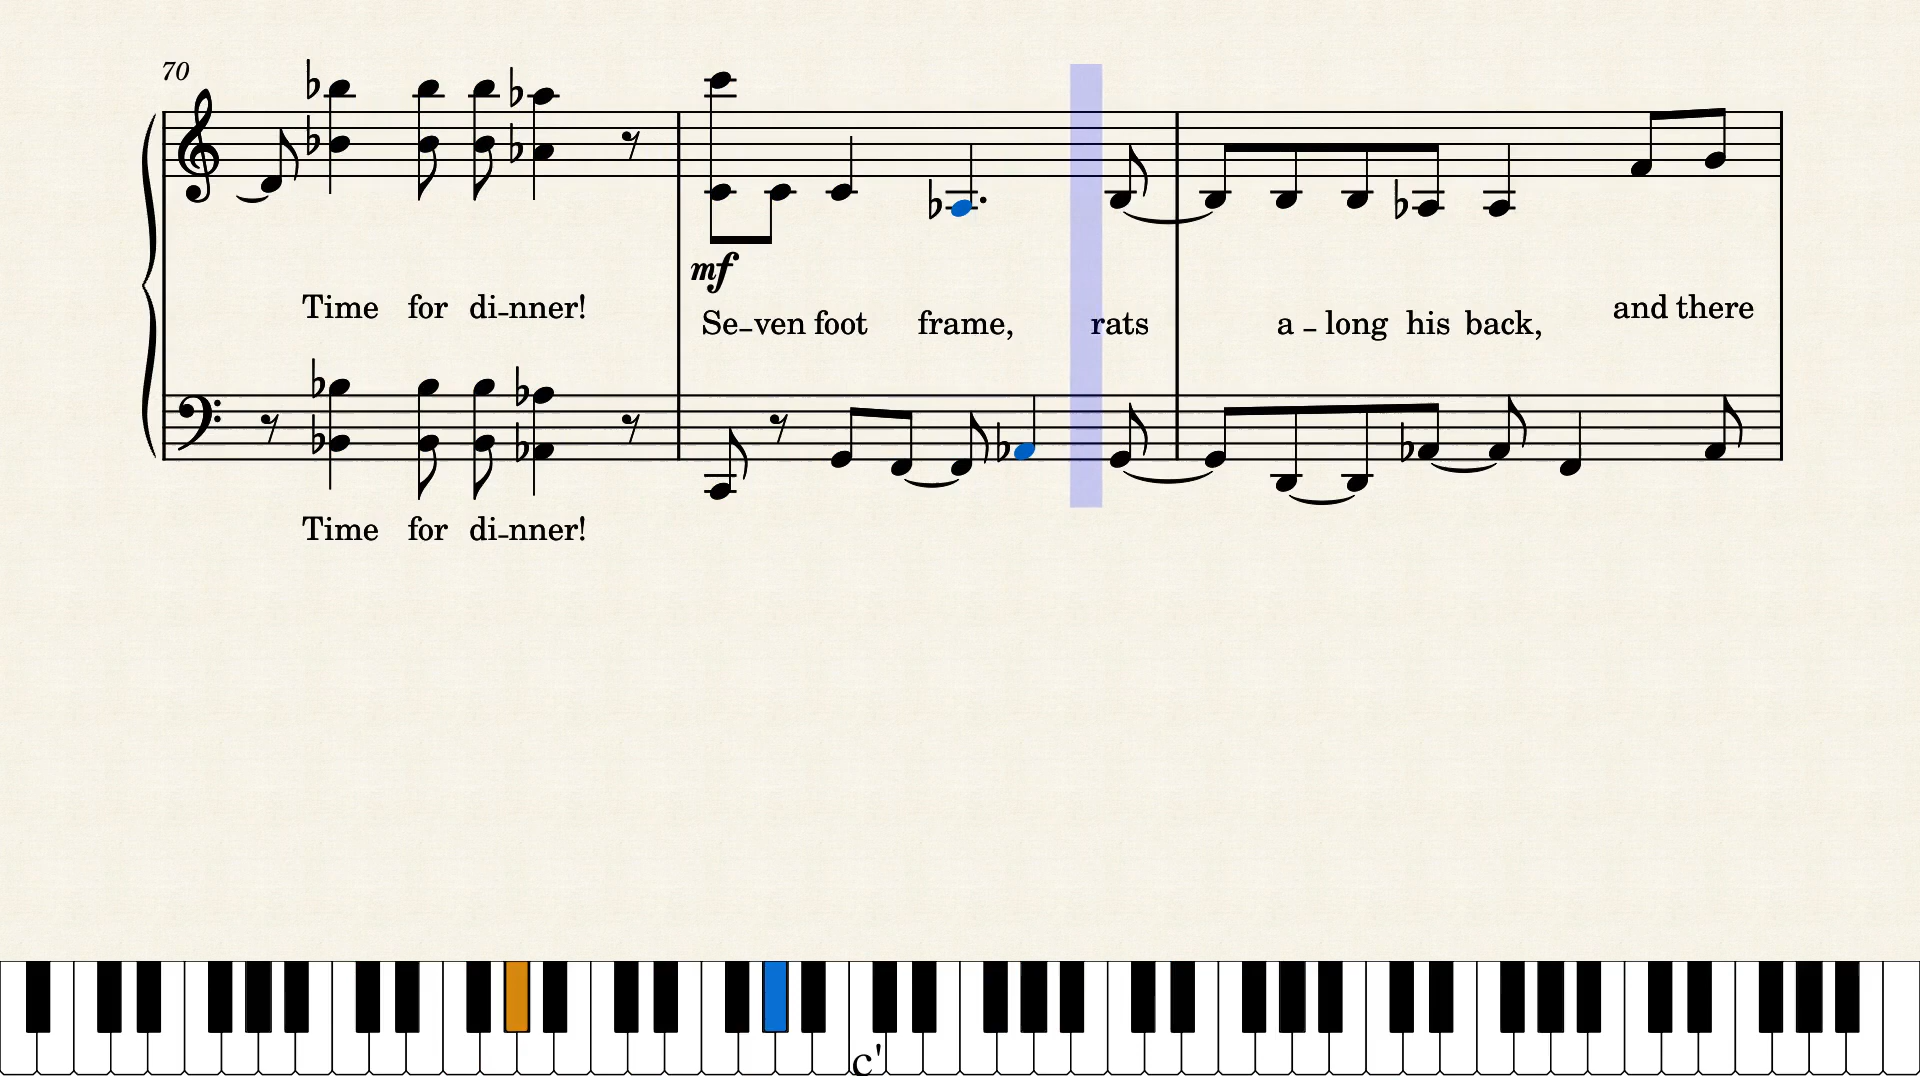 70
mf
Time for di-nner!
and there
Se-ven foot frame, rats a-long his back,
Time for di-nner!
c'